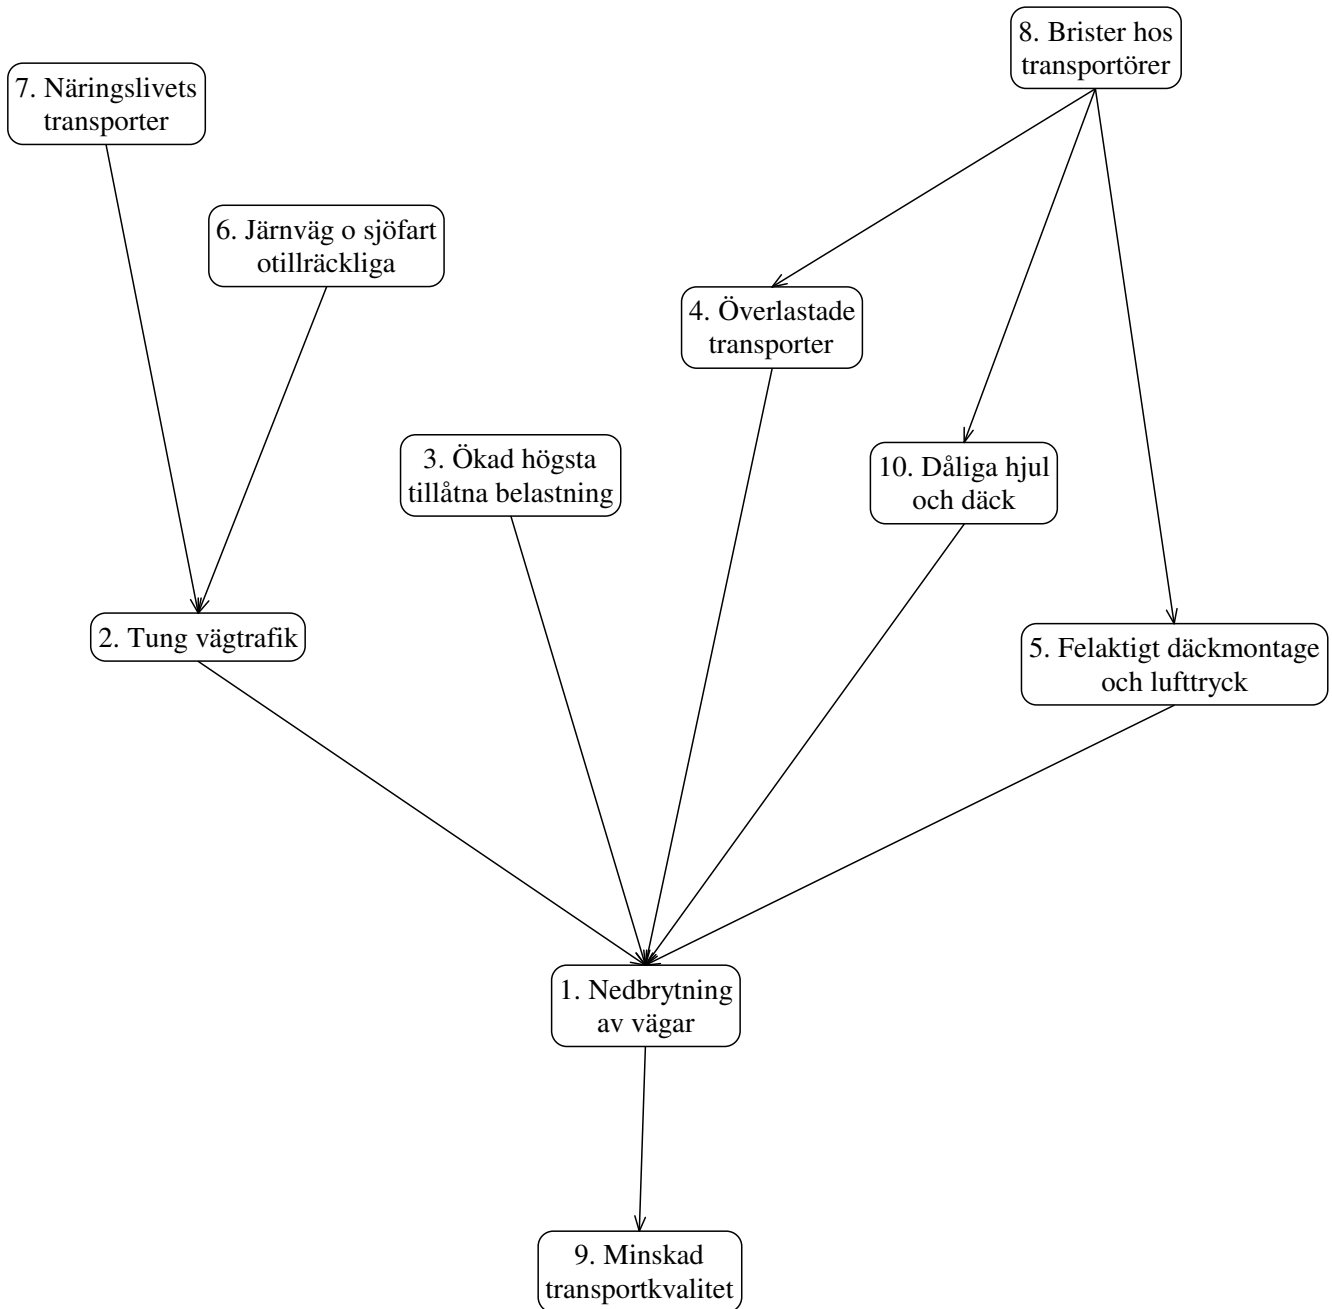 8. Brister hos
transportörer
7. Näringslivets
transporter
6. Järnväg o sjöfart
otillräckliga
4. Överlastade
transporter
3. Ökad högsta
tillåtna belastning
10. Dåliga hjul
och däck
2. Tung vägtrafik
5. Felaktigt däckmontage
och lufttryck
1. Nedbrytning
av vägar
9. Minskad
transportkvalitet